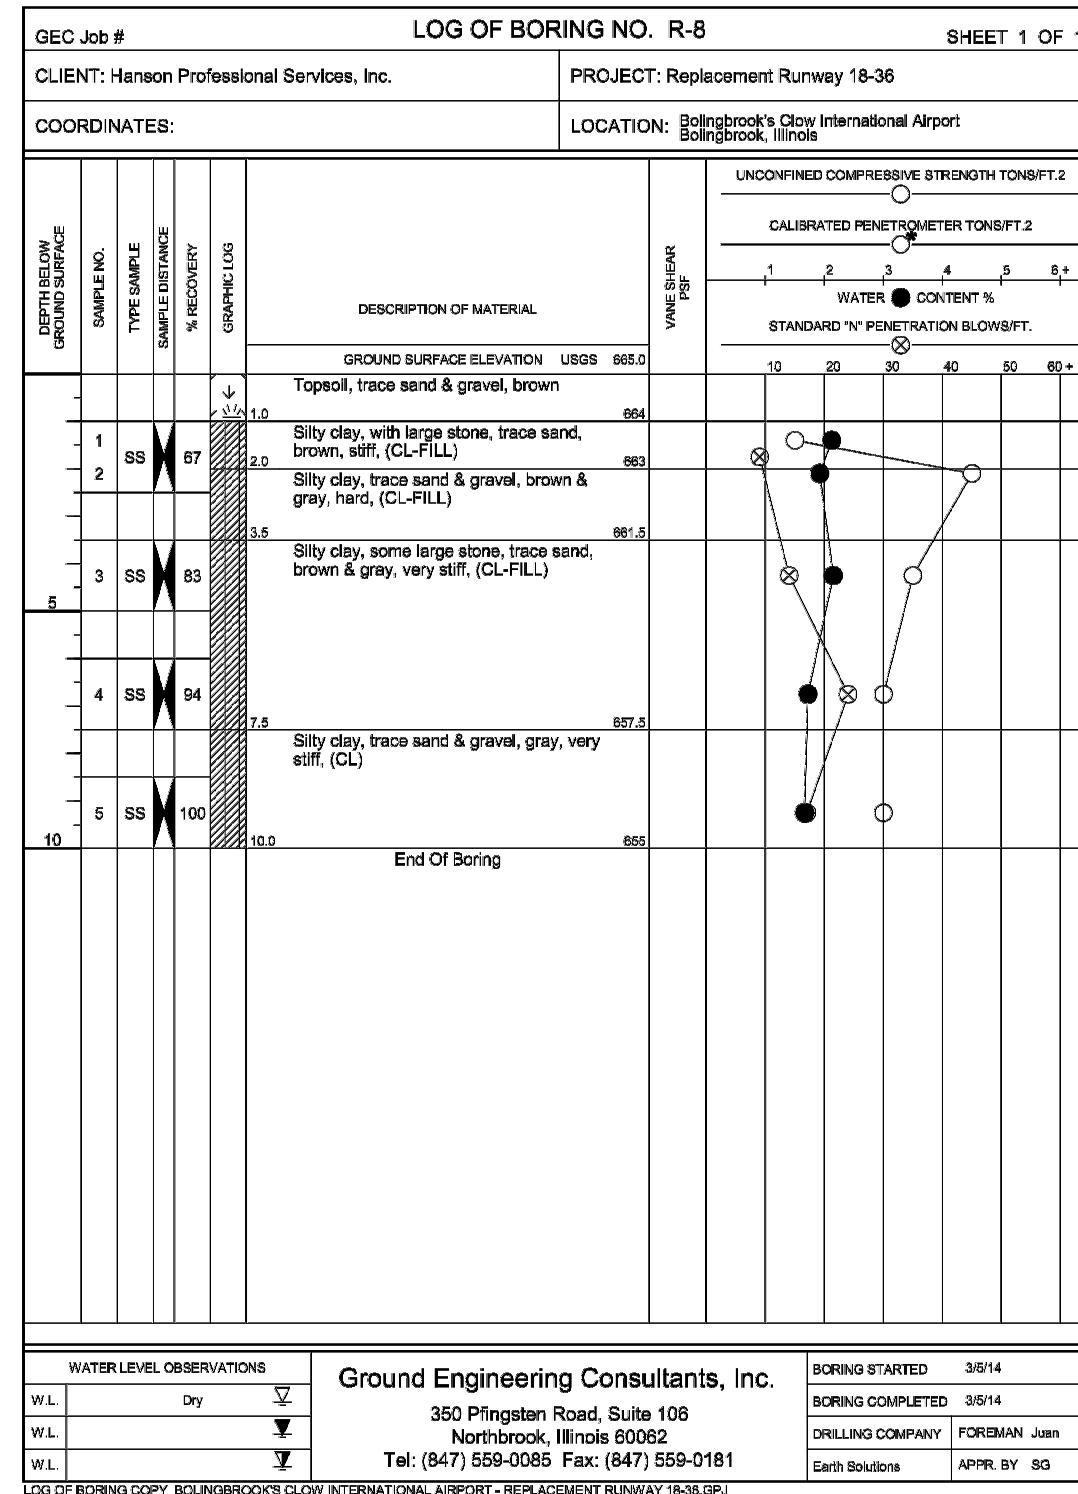 GEC Job #
LOG OF BORING NO. R-8
SHEET 1 OF 1
CLIENT: Hanson Professional Services, Inc.
PROJECT: Replacement Runway 18-36
COORDINATES:
LOCATION: Bolingbrook's Clow International Airport
Bolingbrook, Illinois
DEPTH BELOW
GROUND SURFACE
SAMPLE NO.
TYPE SAMPLE
SAMPLE DISTANCE
% RECOVERY
GRAPHIC LOG
DESCRIPTION OF MATERIAL
GROUND SURFACE ELEVATION USGS 665.0
VANE SHEAR
PSF
UNCONFINED COMPRESSIVE STRENGTH TONS/FT.2
CALIBRATED PENETROMETER TONS/FT.2
*
1 2 3 4 5 6+
WATER CONTENT %
STANDARD "N" PENETRATION BLOWS/FT.
10 20 30 40 50 60+
Topsoil, trace sand & gravel, brown
1.0 664
1 Silty clay, with large stone, trace sand,
SS 67 brown, stiff, (CL-FILL)
2.0 663
2 Silty clay, trace sand & gravel, brown &
gray, hard, (CL-FILL)
3.5 661.5
Silty clay, some large stone, trace sand,
3 SS 83 brown & gray, very stiff, (CL-FILL)
5
4 SS 94
7.5 657.5
Silty clay, trace sand & gravel, gray, very
stiff, (CL)
5 SS 100
10 10.0 655
End Of Boring
WATER LEVEL OBSERVATIONS
W.L. Dry
W.L.
W.L.
Ground Engineering Consultants, Inc.
350 Pfingsten Road, Suite 106
Northbrook, Illinois 60062
Tel: (847) 559-0085 Fax: (847) 559-0181
BORING STARTED 3/5/14
BORING COMPLETED 3/5/14
DRILLING COMPANY FOREMAN Juan
Earth Solutions APPR. BY SG
LOG OF BORING COPY BOLINGBROOK'S CLOW INTERNATIONAL AIRPORT - REPLACEMENT RUNWAY 18-36.GPJ